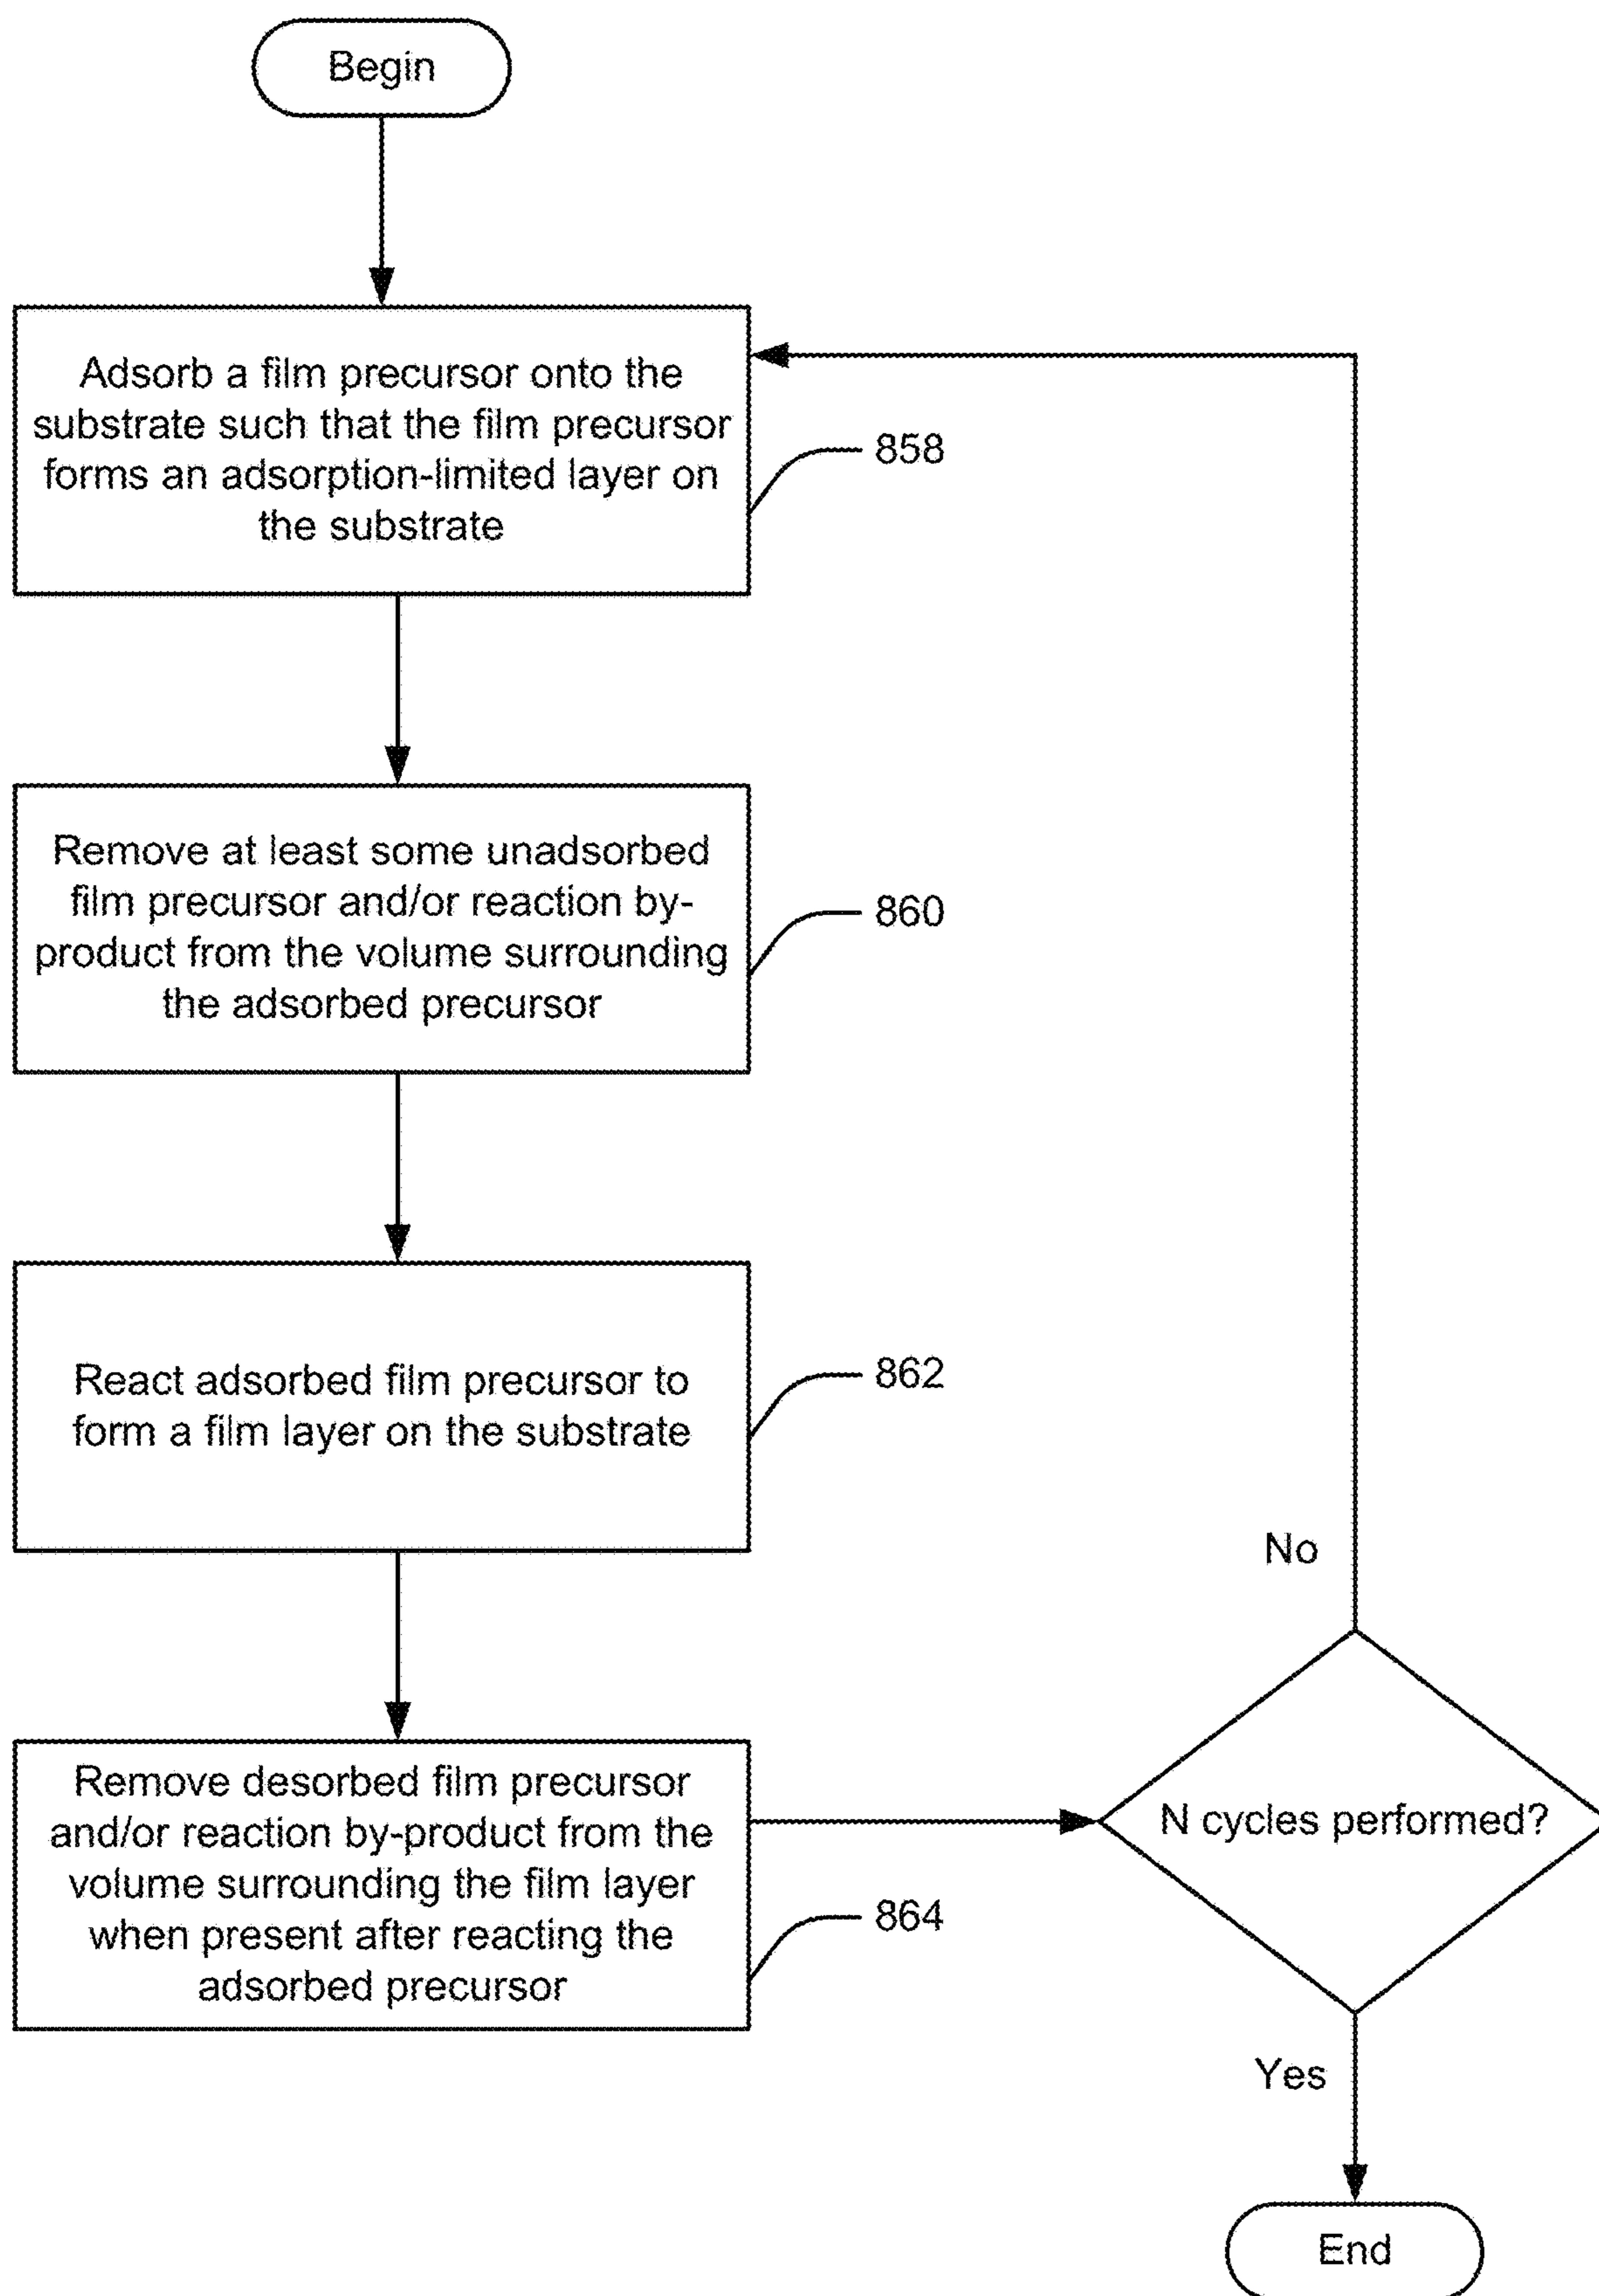 Begin
Adsorb a film precursor onto the
substrate such that the film precursor
forms an adsorption-limited layer on
the substrate
858
Remove at least some unadsorbed
film precursor and/or reaction by-
product from the volume surrounding
the adsorbed precursor
860
React adsorbed film precursor to
form a film layer on the substrate
862
Remove desorbed film precursor
and/or reaction by-product from the
volume surrounding the film layer
when present after reacting the
adsorbed precursor
864
No
N cycles performed?
Yes
End